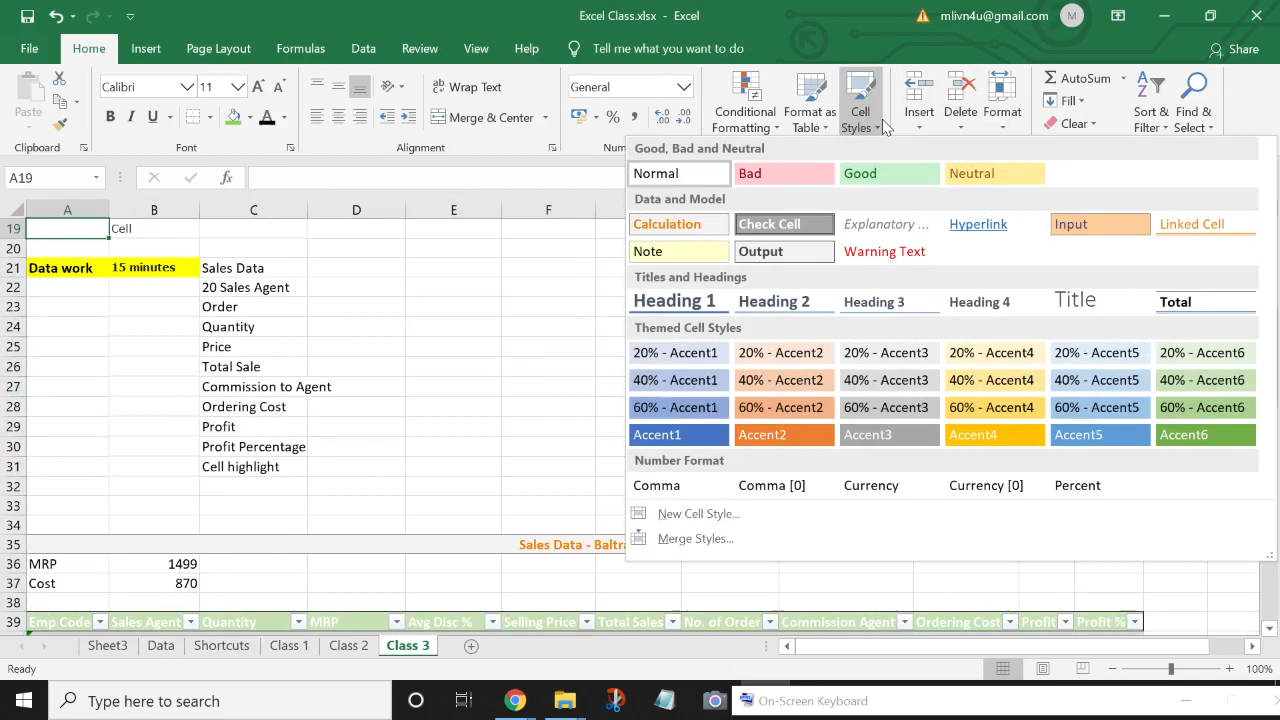 Excel Class.xlsx - Excel
mlivn4u@gmail.com M
File Home Insert Page Layout Formulas Data Review View Help Tell me what you want to do Share
Paste
Calibri 11
B I U
Wrap Text
Merge & Center
General
Conditional Formatting
Format as Table
Cell Styles
Insert Delete Format
AutoSum
Fill
Clear
Sort & Filter
Find & Select
Clipboard Font Alignment Num
A19 fx
A B C D E F
19 Cell
20
21 Data work 15 minutes Sales Data
22 20 Sales Agent
23 Order
24 Quantity
25 Price
26 Total Sale
27 Commission to Agent
28 Ordering Cost
29 Profit
30 Profit Percentage
31 Cell highlight
32
33
34
35 Sales Data - Baltra
36 MRP 1499
37 Cost 870
38
39 Emp Code Sales Agent Quantity MRP Avg Disc % Selling Price Total Sales No. of Order Commission Agent Ordering Cost Profit Profit %
Good, Bad and Neutral
Normal Bad Good Neutral
Data and Model
Calculation Check Cell Explanatory ... Hyperlink Input Linked Cell
Note Output Warning Text
Titles and Headings
Heading 1 Heading 2 Heading 3 Heading 4 Title Total
Themed Cell Styles
20% - Accent1 20% - Accent2 20% - Accent3 20% - Accent4 20% - Accent5 20% - Accent6
40% - Accent1 40% - Accent2 40% - Accent3 40% - Accent4 40% - Accent5 40% - Accent6
60% - Accent1 60% - Accent2 60% - Accent3 60% - Accent4 60% - Accent5 60% - Accent6
Accent1 Accent2 Accent3 Accent4 Accent5 Accent6
Number Format
Comma Comma [0] Currency Currency [0] Percent
New Cell Style...
Merge Styles...
Sheet3 Data Shortcuts Class 1 Class 2 Class 3
Ready 100%
Type here to search
On-Screen Keyboard